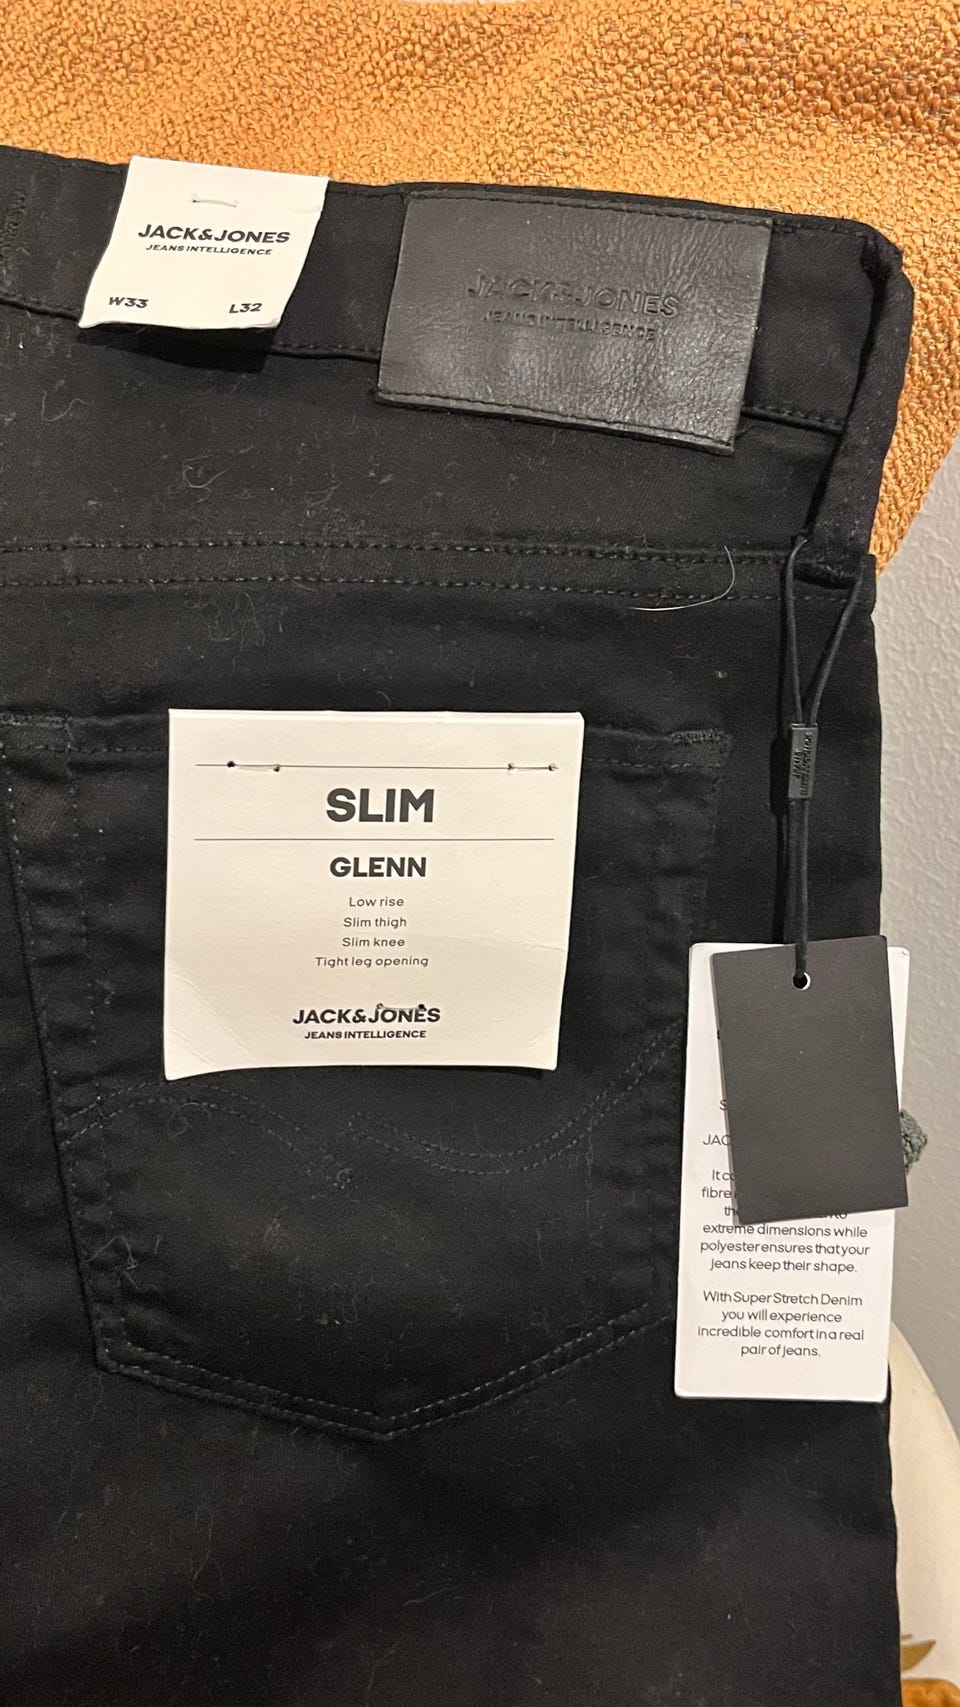 JACK&JONES
JEANS INTELLIGENCE
W33 L32
JACK&JONES
JEANS INTELLIGENCE
SLIM
GLENN
Low rise
Slim thigh
Slim knee
Tight leg opening
JACK&JONES
JEANS INTELLIGENCE
extreme dimensions while
polyester ensures that your
jeans keep their shape.
With Super Stretch Denim
you will experience
incredible comfort in a real
pair of jeans.